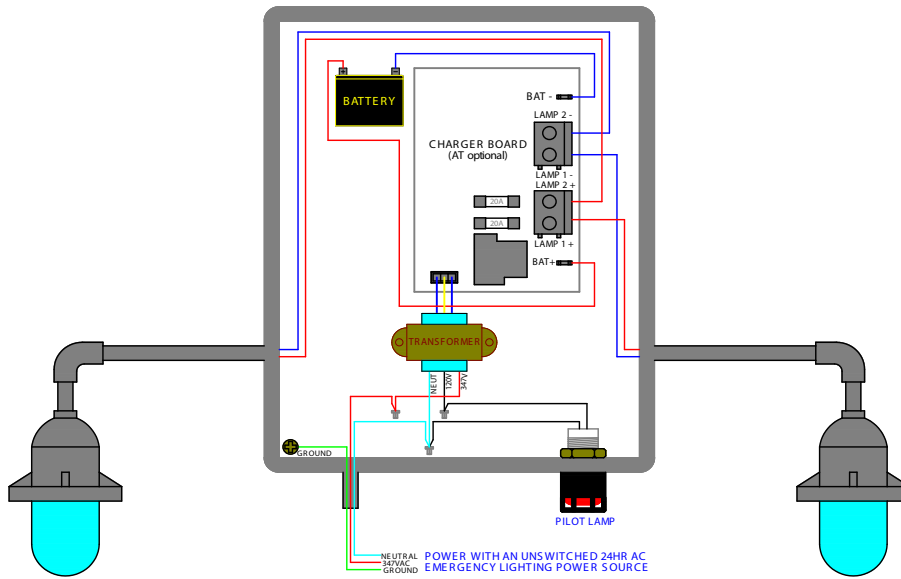 BATTERY
BAT -
LAMP 2 -
CHARGER BOARD
(AT optional)
LAMP 1 -
LAMP 2 +
20A
20A
LAMP 1 +
BAT+
TRANSFORMER
NEUT
120V
347V
GROUND
PILOT LAMP
NEUTRAL
347VAC
GROUND
POWER WITH AN UNSWITCHED 24HR AC
EMERGENCY LIGHTING POWER SOURCE